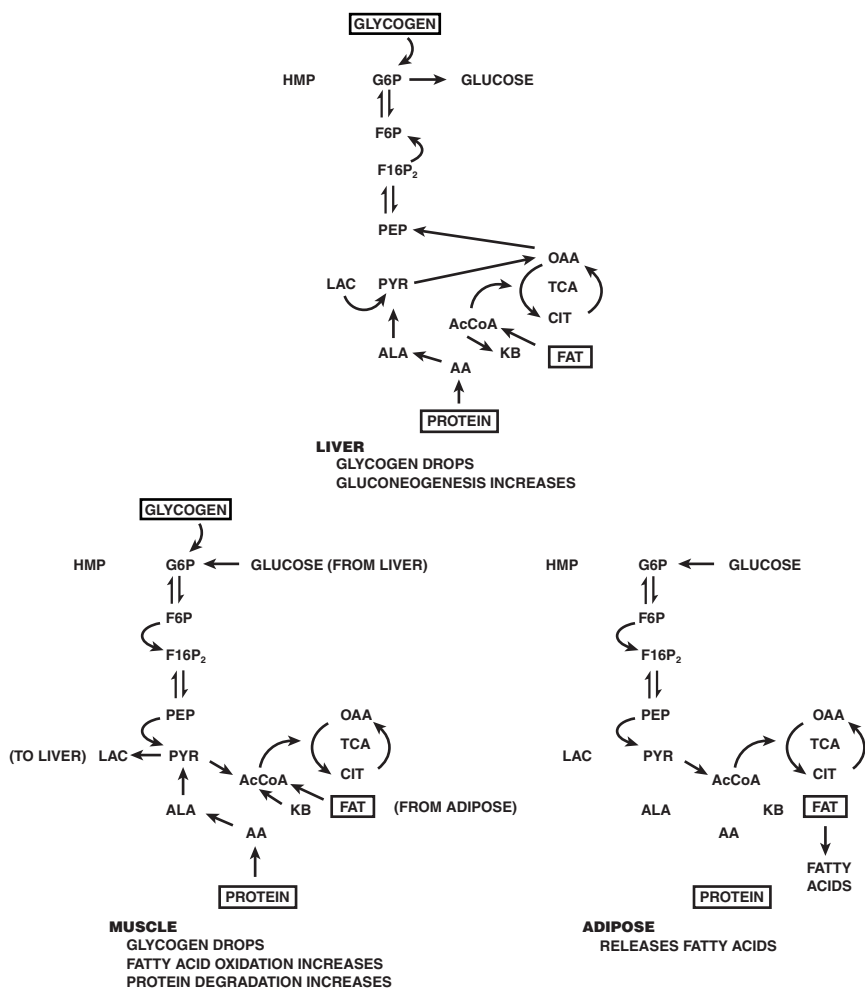 GLYCOGEN
HMP G6P GLUCOSE
F6P
F16P₂
PEP
OAA
LAC PYR TCA
CIT
AcCoA
ALA KB FAT
AA
PROTEIN
LIVER
GLYCOGEN DROPS
GLUCONEOGENESIS INCREASES
GLYCOGEN
HMP G6P GLUCOSE (FROM LIVER)
F6P
F16P₂
PEP OAA
(TO LIVER) LAC PYR TCA
AcCoA CIT
ALA KB FAT (FROM ADIPOSE)
AA
PROTEIN
MUSCLE
GLYCOGEN DROPS
FATTY ACID OXIDATION INCREASES
PROTEIN DEGRADATION INCREASES
HMP G6P GLUCOSE
F6P
F16P₂
PEP OAA
LAC PYR TCA
AcCoA CIT
ALA KB FAT
AA
FATTY
ACIDS
PROTEIN
ADIPOSE
RELEASES FATTY ACIDS